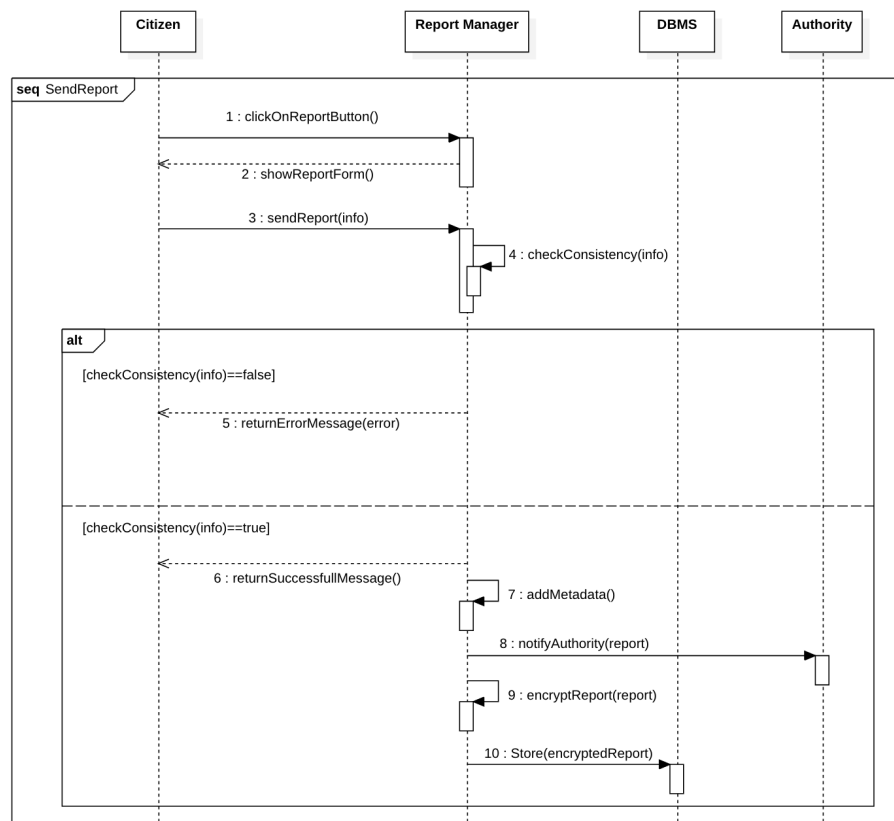 Citizen
Report Manager
DBMS
Authority
seq SendReport
1 : clickOnReportButton()
2 : showReportForm()
3 : sendReport(info)
4 : checkConsistency(info)
alt
[checkConsistency(info)==false]
5 : returnErrorMessage(error)
[checkConsistency(info)==true]
6 : returnSuccessfullMessage()
7 : addMetadata()
8 : notifyAuthority(report)
9 : encryptReport(report)
10 : Store(encryptedReport)